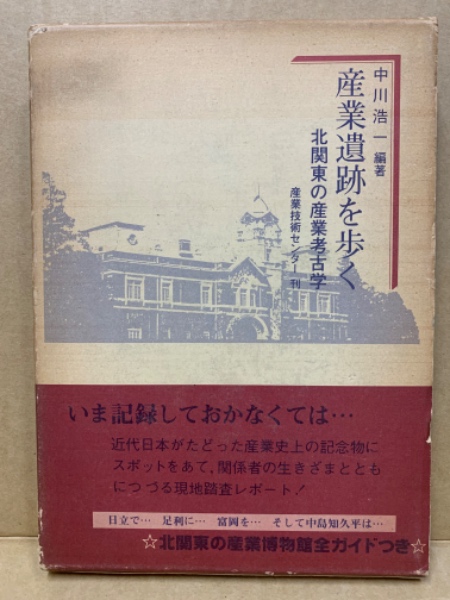 中川浩一 編著
産業遺跡を歩く
北関東の産業考古学
産業技術センター刊
いま記録しておかなくては…
近代日本がたどった産業史上の記念物に
スポットをあて、関係者の生きざまととも
につづる現地踏査レポート！
日立で… 足利に… 富岡を… そして中島知久平は…
☆北関東の産業博物館全ガイドつき☆